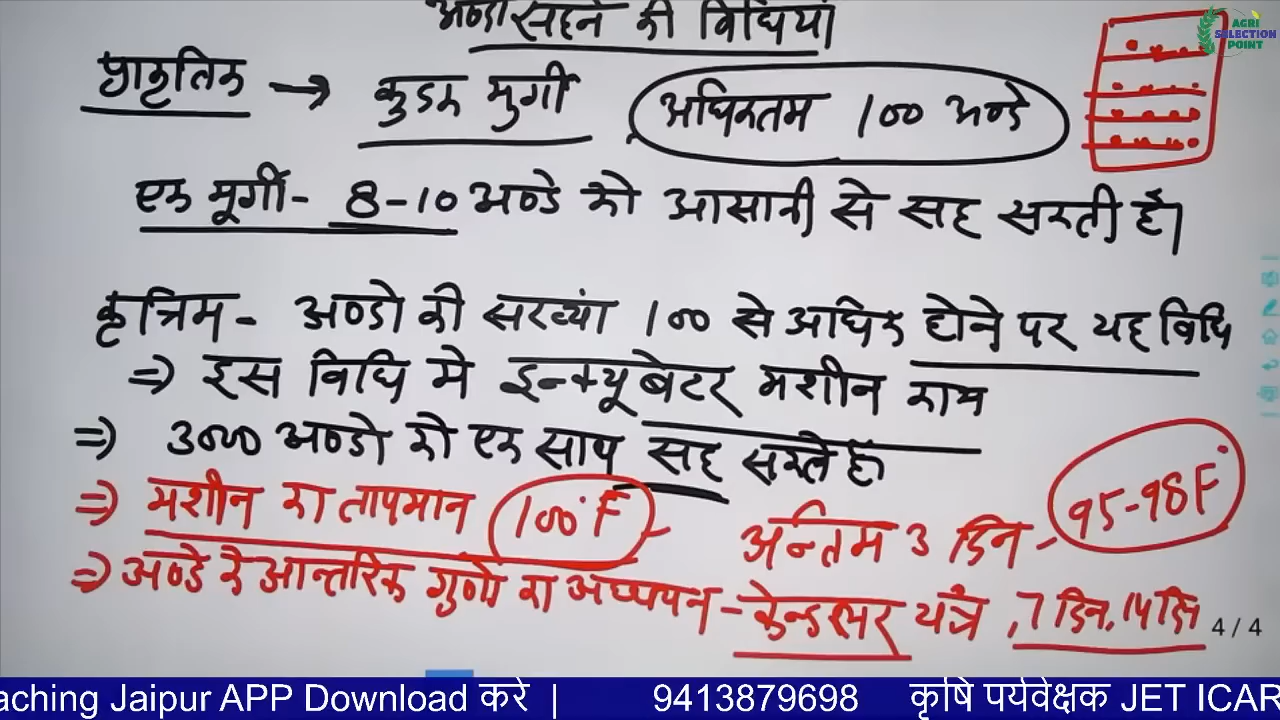 अण्डा सहने की विधियां
AGRI
SELECTION
POINT
प्राकृतिक → कुडक मुर्गी अधिकतम 100 अण्डे
एक मुर्गी- 8-10 अण्डे को आसानी से सह सकती है।
कृत्रिम- अण्डो की सख्यां 100 से अधिक होने पर यह विधि
⇒ इस विधि मे इन्क्यूबेटर मशीन काम
⇒ 3000 अण्डो को एक साथ सह सकते है
⇒ मशीन का तापमान 100°F - अन्तिम 3 दिन - 95-98°F
⇒ अण्डे के आन्तरिक गुणो का अध्ययन - केन्डलर यंत्र, 7 दिन, 14 दिन
4 / 4
aching Jaipur APP Download करे | 9413879698 कृषि पर्यवेक्षक JET ICAR